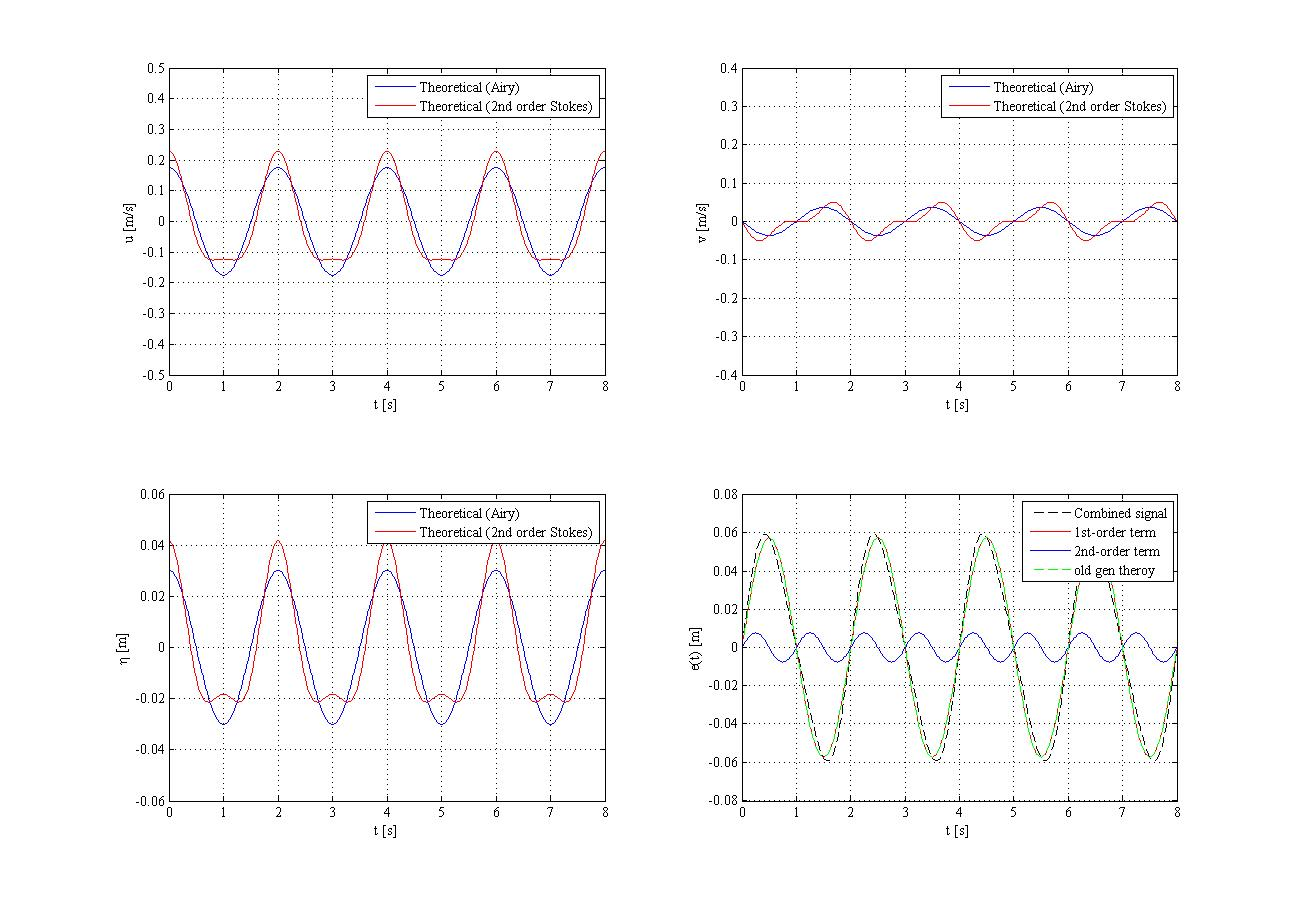 0.5
0.4
0.3
0.2
0.1
0
-0.1
-0.2
-0.3
-0.4
-0.5
u [m/s]
Theoretical (Airy)
Theoretical (2nd order Stokes)
0 1 2 3 4 5 6 7 8
t [s]
0.4
0.3
0.2
0.1
0
-0.1
-0.2
-0.3
-0.4
v [m/s]
Theoretical (Airy)
Theoretical (2nd order Stokes)
0 1 2 3 4 5 6 7 8
t [s]
0.06
0.04
0.02
0
-0.02
-0.04
-0.06
η [m]
Theoretical (Airy)
Theoretical (2nd order Stokes)
0 1 2 3 4 5 6 7 8
t [s]
0.08
0.06
0.04
0.02
0
-0.02
-0.04
-0.06
-0.08
e(t) [m]
Combined signal
1st-order term
2nd-order term
old gen theroy
0 1 2 3 4 5 6 7 8
t [s]